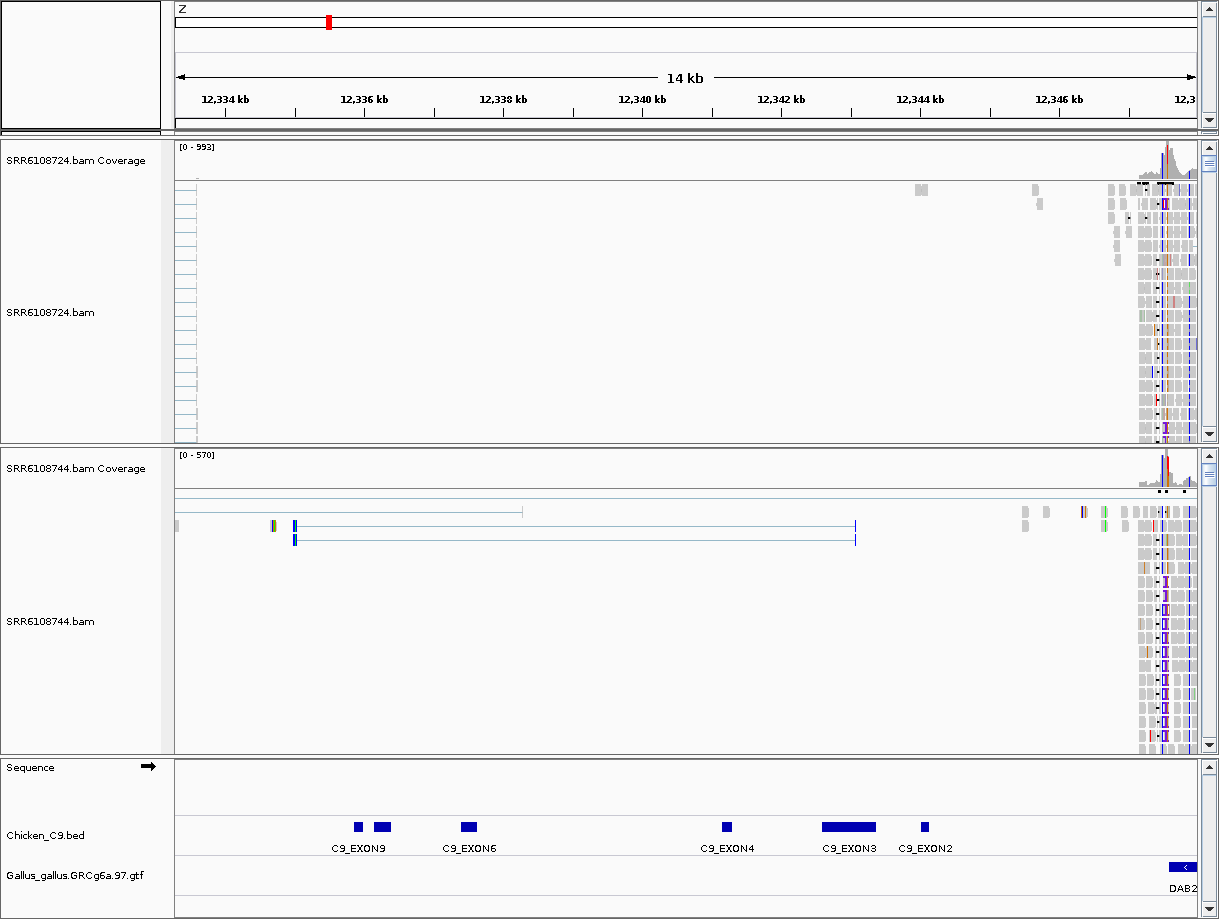 Z
14 kb
12,334 kb 12,336 kb 12,338 kb 12,340 kb 12,342 kb 12,344 kb 12,346 kb 12,3
[0 - 993]
SRR6108724.bam Coverage
SRR6108724.bam
[0 - 570]
SRR6108744.bam Coverage
SRR6108744.bam
Sequence
Chicken_C9.bed
C9_EXON9 C9_EXON6 C9_EXON4 C9_EXON3 C9_EXON2
Gallus_gallus.GRCg6a.97.gtf
DAB2